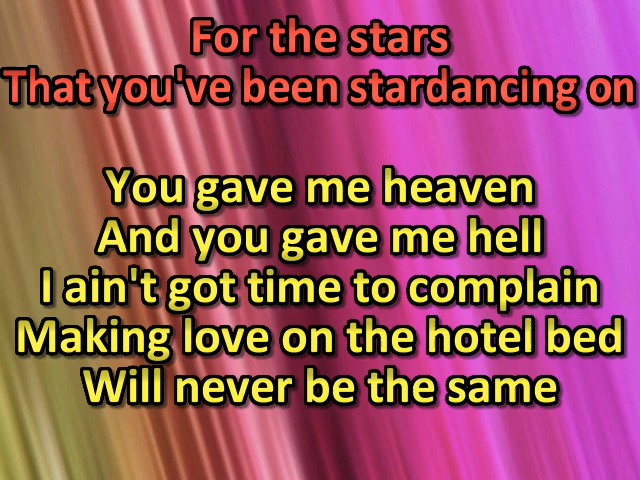 For the stars
That you've been stardancing on
You gave me heaven
And you gave me hell
I ain't got time to complain
Making love on the hotel bed
Will never be the same